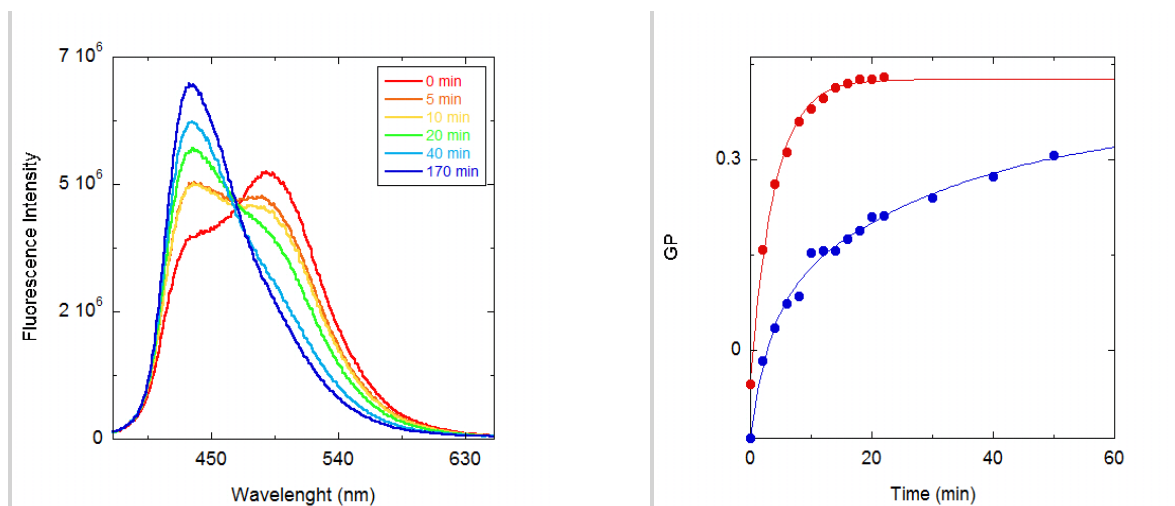 7 10⁶
5 10⁶
2 10⁶
0
Fluorescence Intensity
0 min
5 min
10 min
20 min
40 min
170 min
450 540 630
Wavelenght (nm)
0.3
0
GP
0 20 40 60
Time (min)